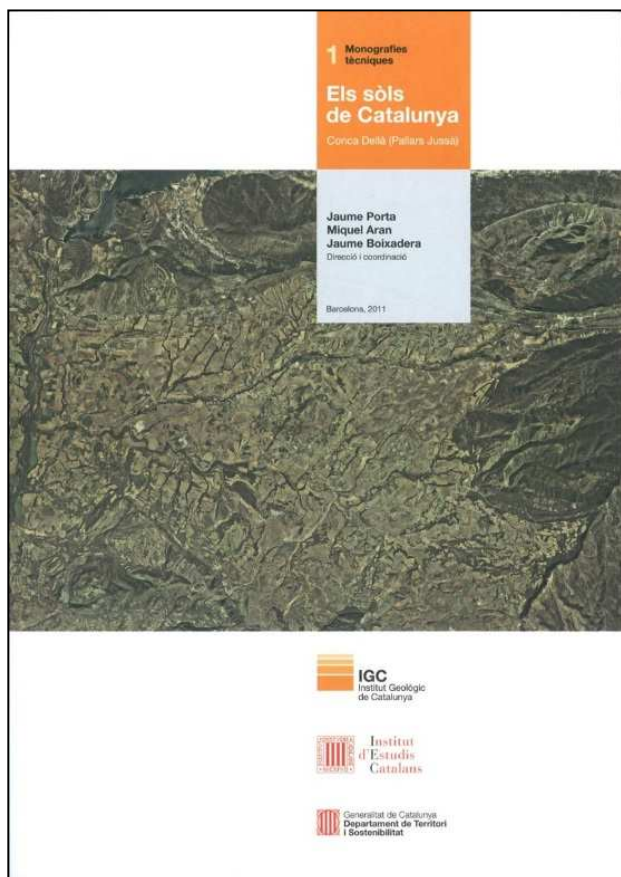 1 Monografies
tècniques
Els sòls
de Catalunya
Conca Dellà (Pallars Jussà)
Jaume Porta
Miquel Aran
Jaume Boixadera
Direcció i coordinació
Barcelona, 2011
IGC
Institut Geològic
de Catalunya
Institut
d'Estudis
Catalans
Generalitat de Catalunya
Departament de Territori
i Sostenibilitat